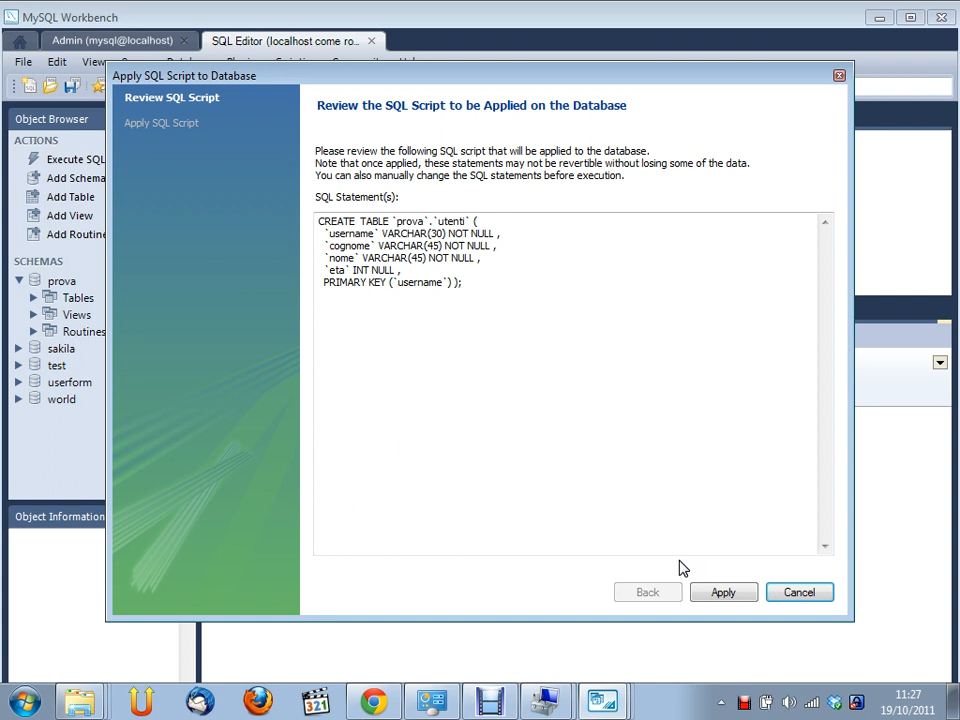 MySQL Workbench
Admin (mysql@localhost)
SQL Editor (localhost come ro...
File Edit View
Apply SQL Script to Database
Review SQL Script
Apply SQL Script
Review the SQL Script to be Applied on the Database
Please review the following SQL script that will be applied to the database.
Note that once applied, these statements may not be revertible without losing some of the data.
You can also manually change the SQL statements before execution.
SQL Statement(s):
CREATE TABLE `prova`.`utenti` (
`username` VARCHAR(30) NOT NULL ,
`cognome` VARCHAR(45) NOT NULL ,
`nome` VARCHAR(45) NOT NULL ,
`eta` INT NULL ,
PRIMARY KEY (`username`) );
Back Apply Cancel
Object Browser
ACTIONS
Execute SQL
Add Schema
Add Table
Add View
Add Routine
SCHEMAS
prova
Tables
Views
Routines
sakila
test
userform
world
Object Information
321
11:27
19/10/2011